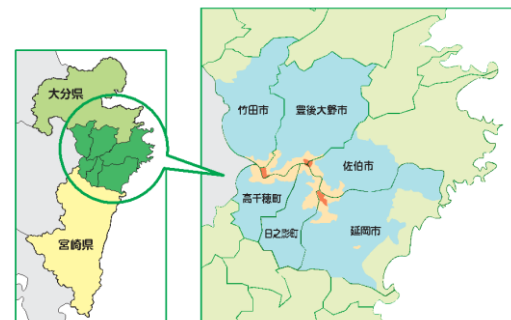 大分県
宮崎県
竹田市
豊後大野市
佐伯市
高千穂町
日之影町
延岡市